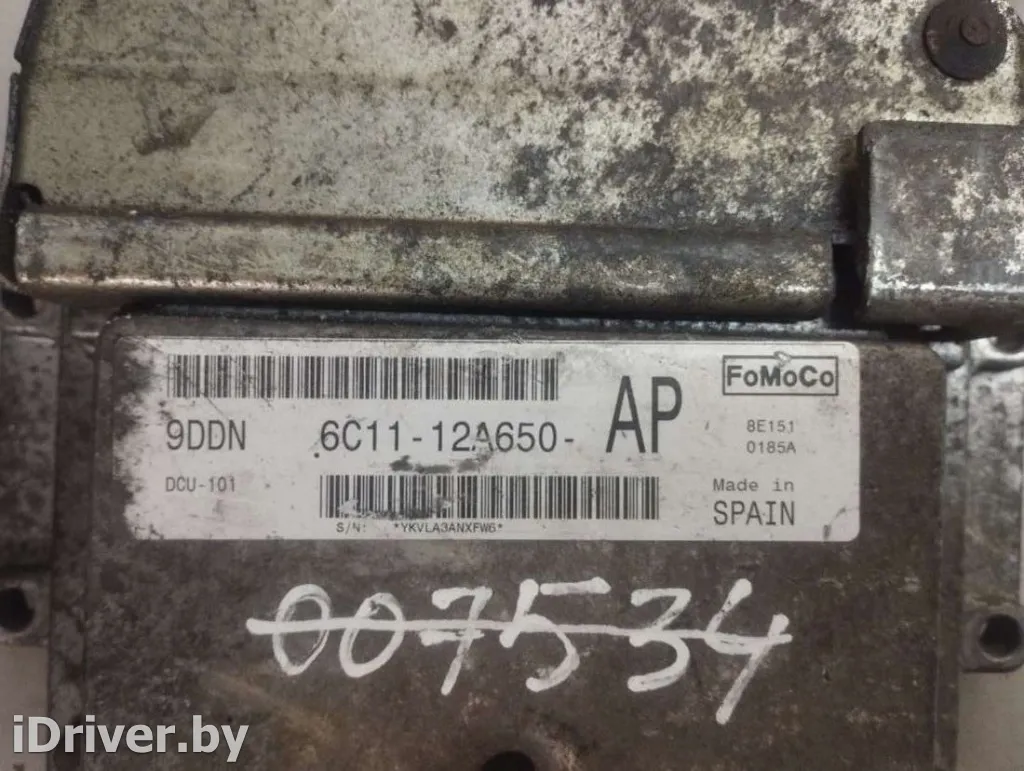 FoMoCo
9DDN 6C11-12A650- AP
8E151
0185A
DCU-101
Made in
SPAIN
S/N: *YKVLA3ANXFW6*
007534
iDriver.by